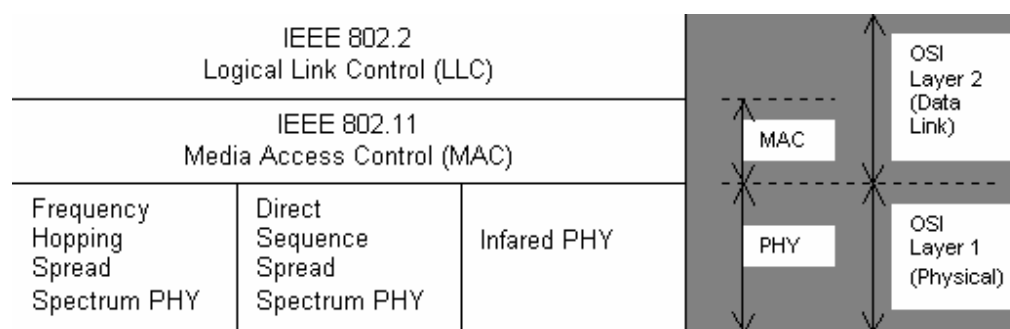 IEEE 802.2
Logical Link Control (LLC)
IEEE 802.11
Media Access Control (MAC)
Frequency
Hopping
Spread
Spectrum PHY
Direct
Sequence
Spread
Spectrum PHY
Infared PHY
MAC
PHY
OSI
Layer 2
(Data
Link)
OSI
Layer 1
(Physical)